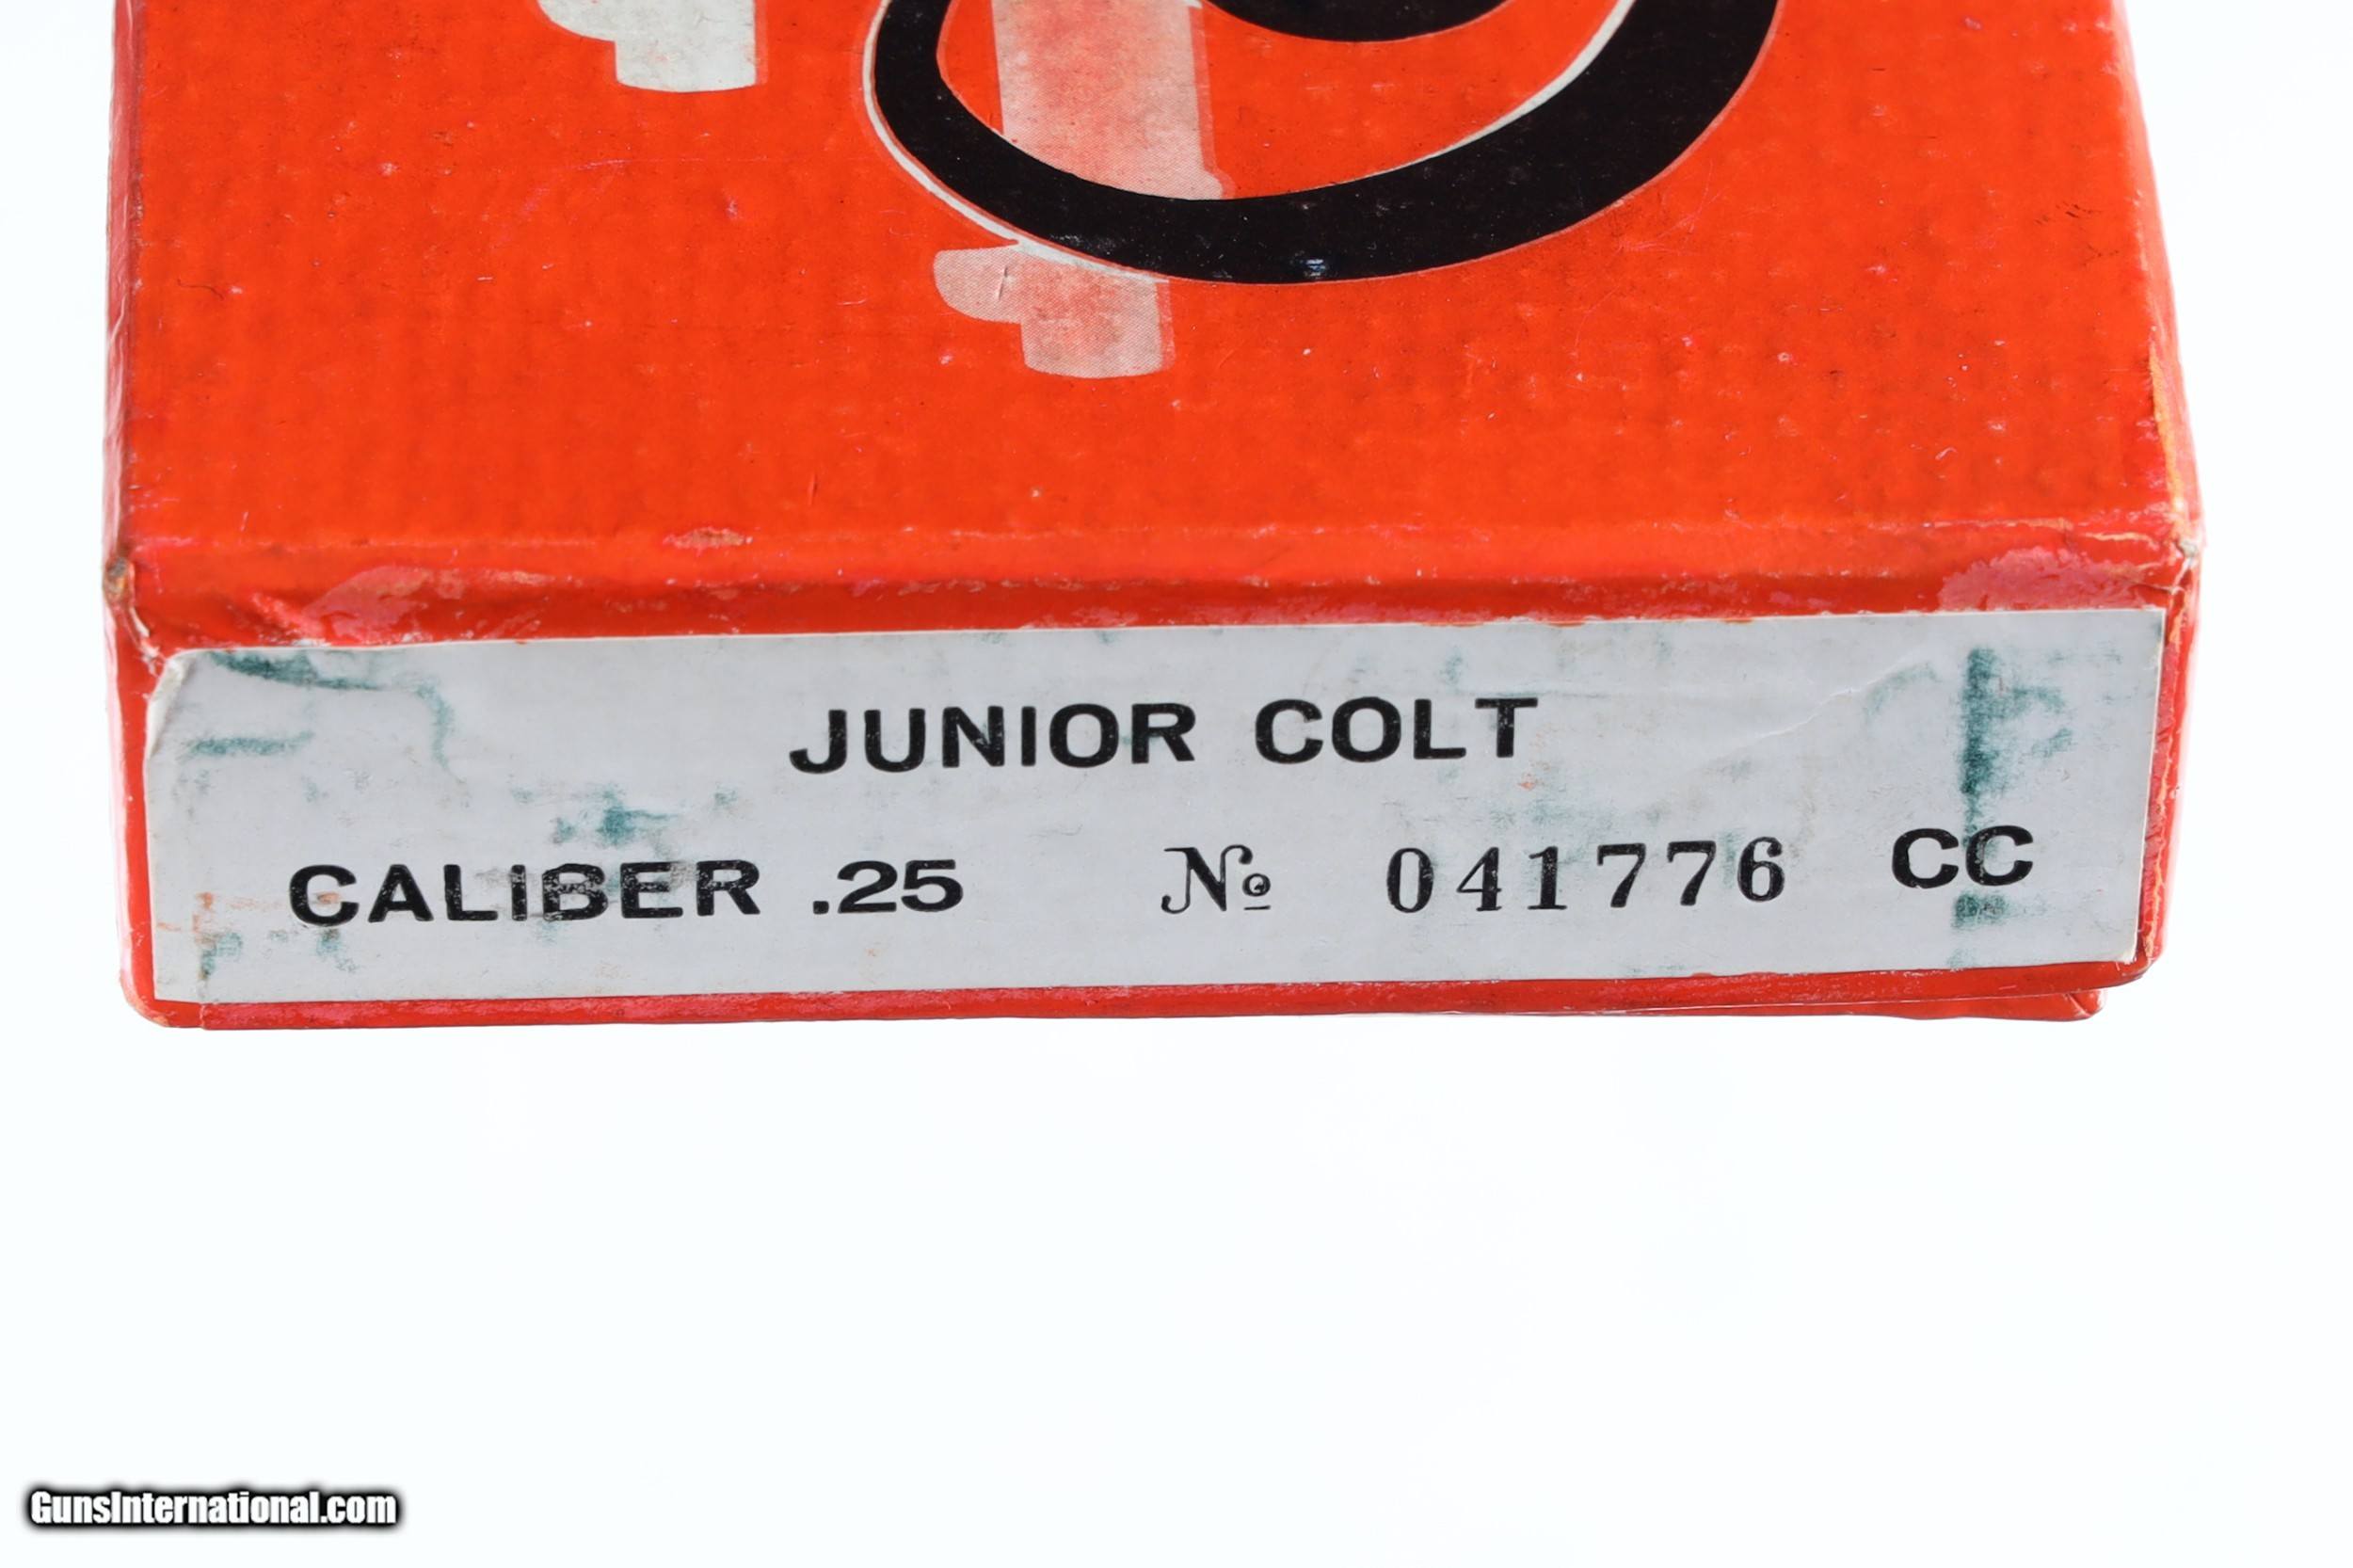 JUNIOR COLT
CALIBER .25 № 041776 CC
GunsInternational.com